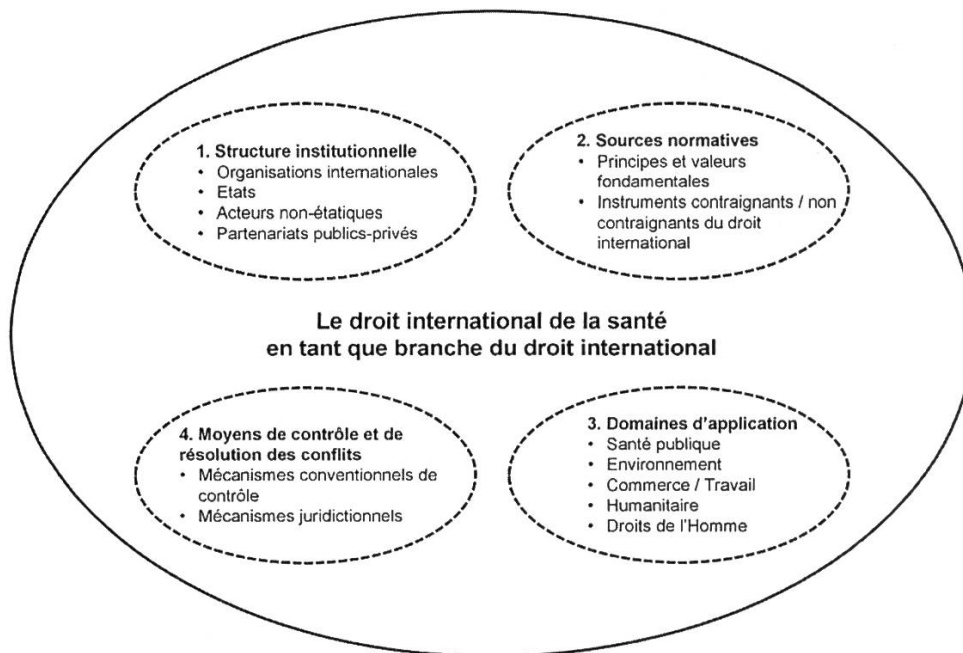 1. Structure institutionnelle
• Organisations internationales
• Etats
• Acteurs non-étatiques
• Partenariats publics-privés
2. Sources normatives
• Principes et valeurs
fondamentales
• Instruments contraignants / non
contraignants du droit
international
Le droit international de la santé
en tant que branche du droit international
4. Moyens de contrôle et de
résolution des conflits
• Mécanismes conventionnels de
contrôle
• Mécanismes juridictionnels
3. Domaines d'application
• Santé publique
• Environnement
• Commerce / Travail
• Humanitaire
• Droits de l'Homme